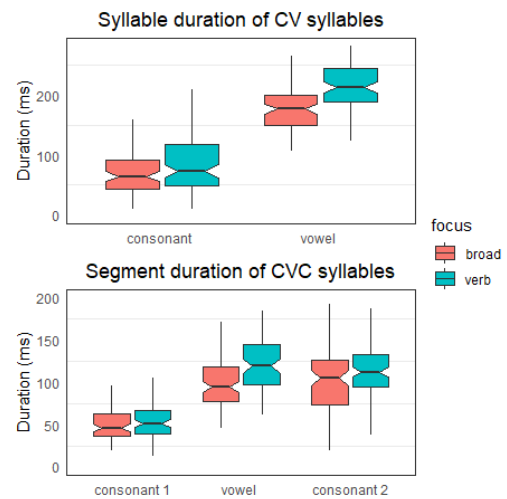 Syllable duration of CV syllables
Duration (ms)
200
100
0
consonant vowel
focus
broad
verb
Segment duration of CVC syllables
Duration (ms)
200
150
100
50
0
consonant 1 vowel consonant 2